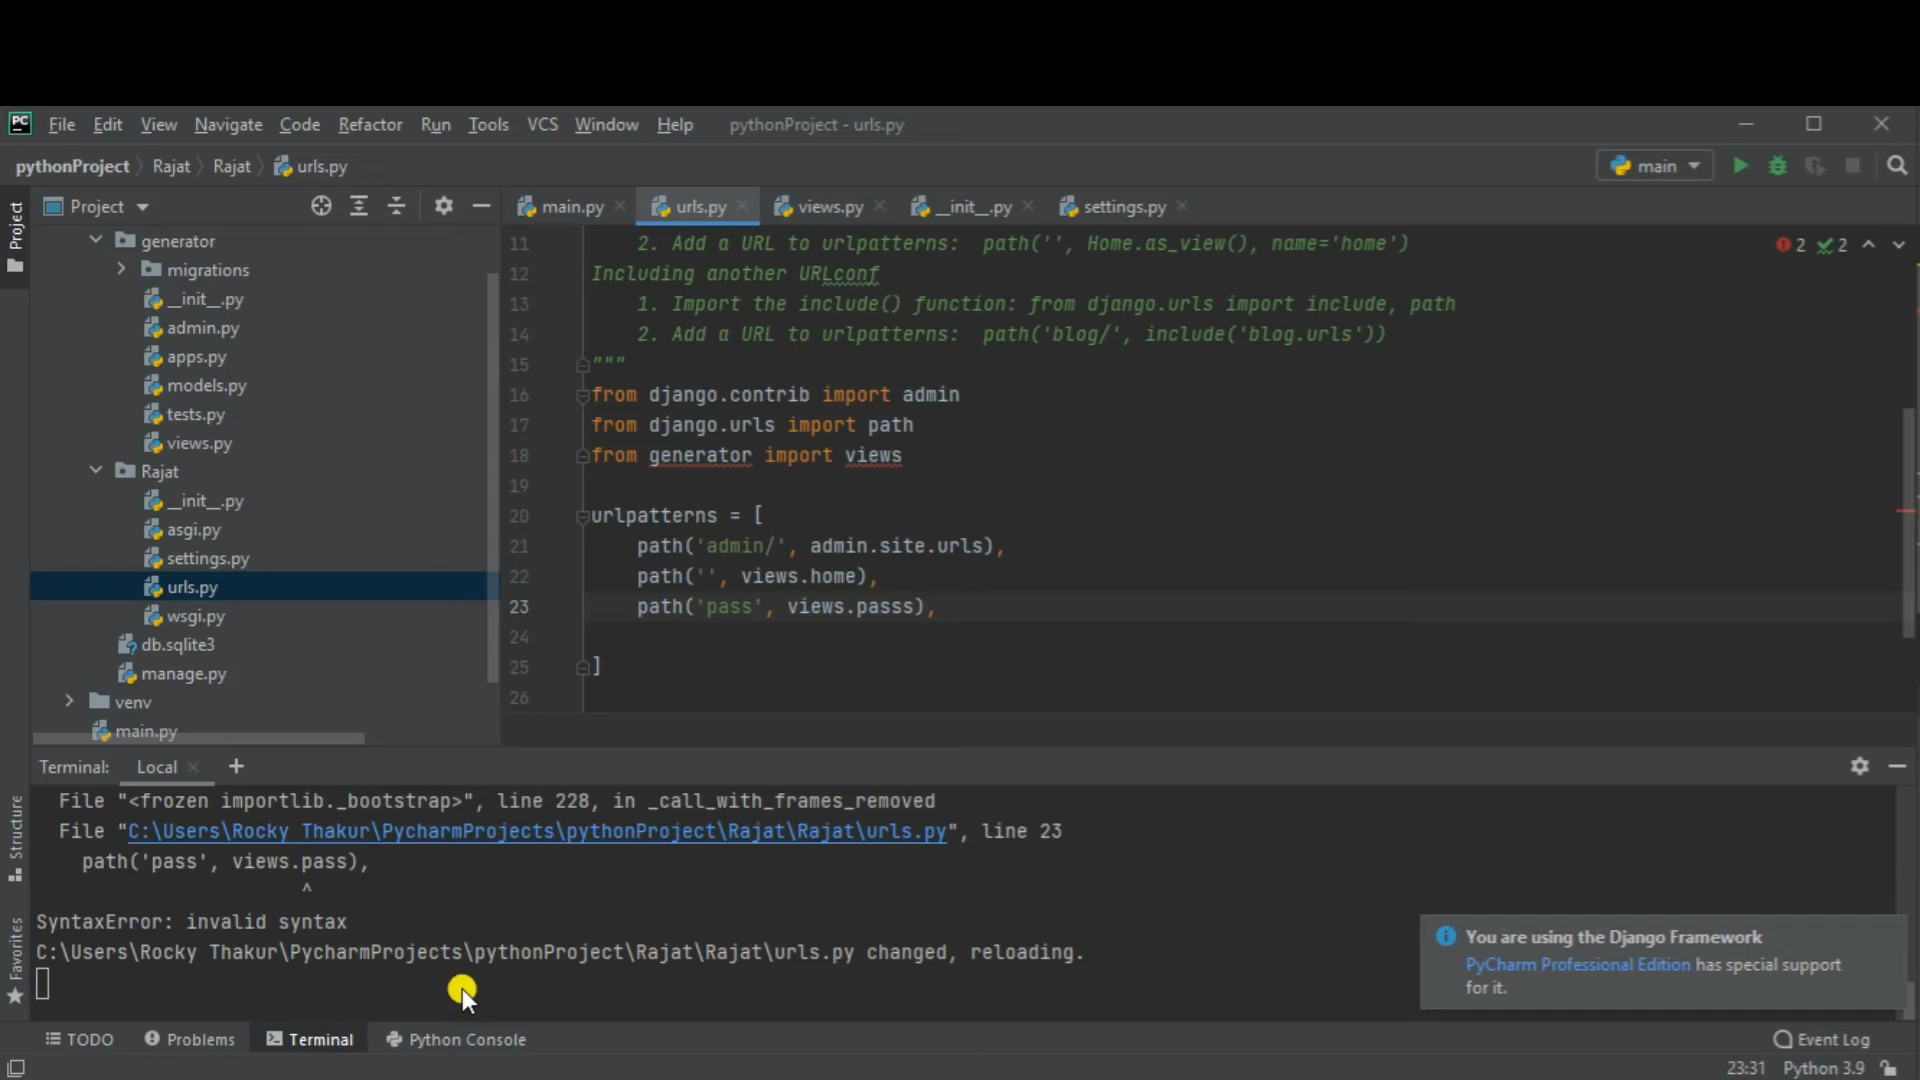 PC File Edit View Navigate Code Refactor Run Tools VCS Window Help pythonProject - urls.py
pythonProject Rajat Rajat urls.py main
Project
Project
main.py urls.py views.py __init__.py settings.py
generator
migrations
__init__.py
admin.py
apps.py
models.py
tests.py
views.py
Rajat
__init__.py
asgi.py
settings.py
urls.py
wsgi.py
db.sqlite3
manage.py
venv
main.py
2 2
11 2. Add a URL to urlpatterns:  path('', Home.as_view(), name='home')
12 Including another URLconf
13 1. Import the include() function: from django.urls import include, path
14 2. Add a URL to urlpatterns:  path('blog/', include('blog.urls'))
15 """
16 from django.contrib import admin
17 from django.urls import path
18 from generator import views
19
20 urlpatterns = [
21 path('admin/', admin.site.urls),
22 path('', views.home),
23 path('pass', views.passs),
24
25 ]
26
Terminal: Local
Structure
Favorites
File "<frozen importlib._bootstrap>", line 228, in _call_with_frames_removed
File "C:\Users\Rocky Thakur\PycharmProjects\pythonProject\Rajat\Rajat\urls.py", line 23
path('pass', views.pass),
^
SyntaxError: invalid syntax
C:\Users\Rocky Thakur\PycharmProjects\pythonProject\Rajat\Rajat\urls.py changed, reloading.
You are using the Django Framework
PyCharm Professional Edition has special support
for it.
TODO Problems Terminal Python Console Event Log
23:31 Python 3.9